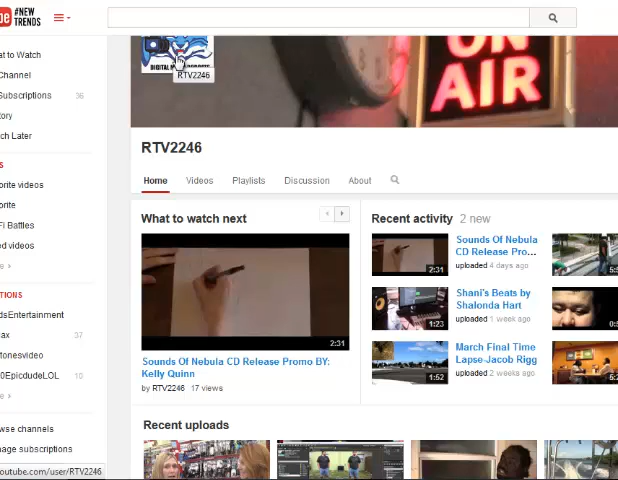 #NEW
TRENDS
at to Watch
Channel
Subscriptions 36
ory
ch Later
orite videos
orite
Fi Battles
ed videos
TIONS
dsEntertainment
ax 37
tonesvideo
0EpicdudeLOL 10
wse channels
nage subscriptions
outube.com/user/RTV2246
RTV2246
ON
AIR
RTV2246
Home Videos Playlists Discussion About
What to watch next
2:31
Sounds Of Nebula CD Release Promo BY:
Kelly Quinn
by RTV2246 17 views
Recent activity 2 new
2:31
Sounds Of Nebula
CD Release Pro...
uploaded 4 days ago
1:23
Shani's Beats by
Shalonda Hart
uploaded 1 week ago
1:52
March Final Time
Lapse-Jacob Rigg
uploaded 2 weeks ago
Recent uploads